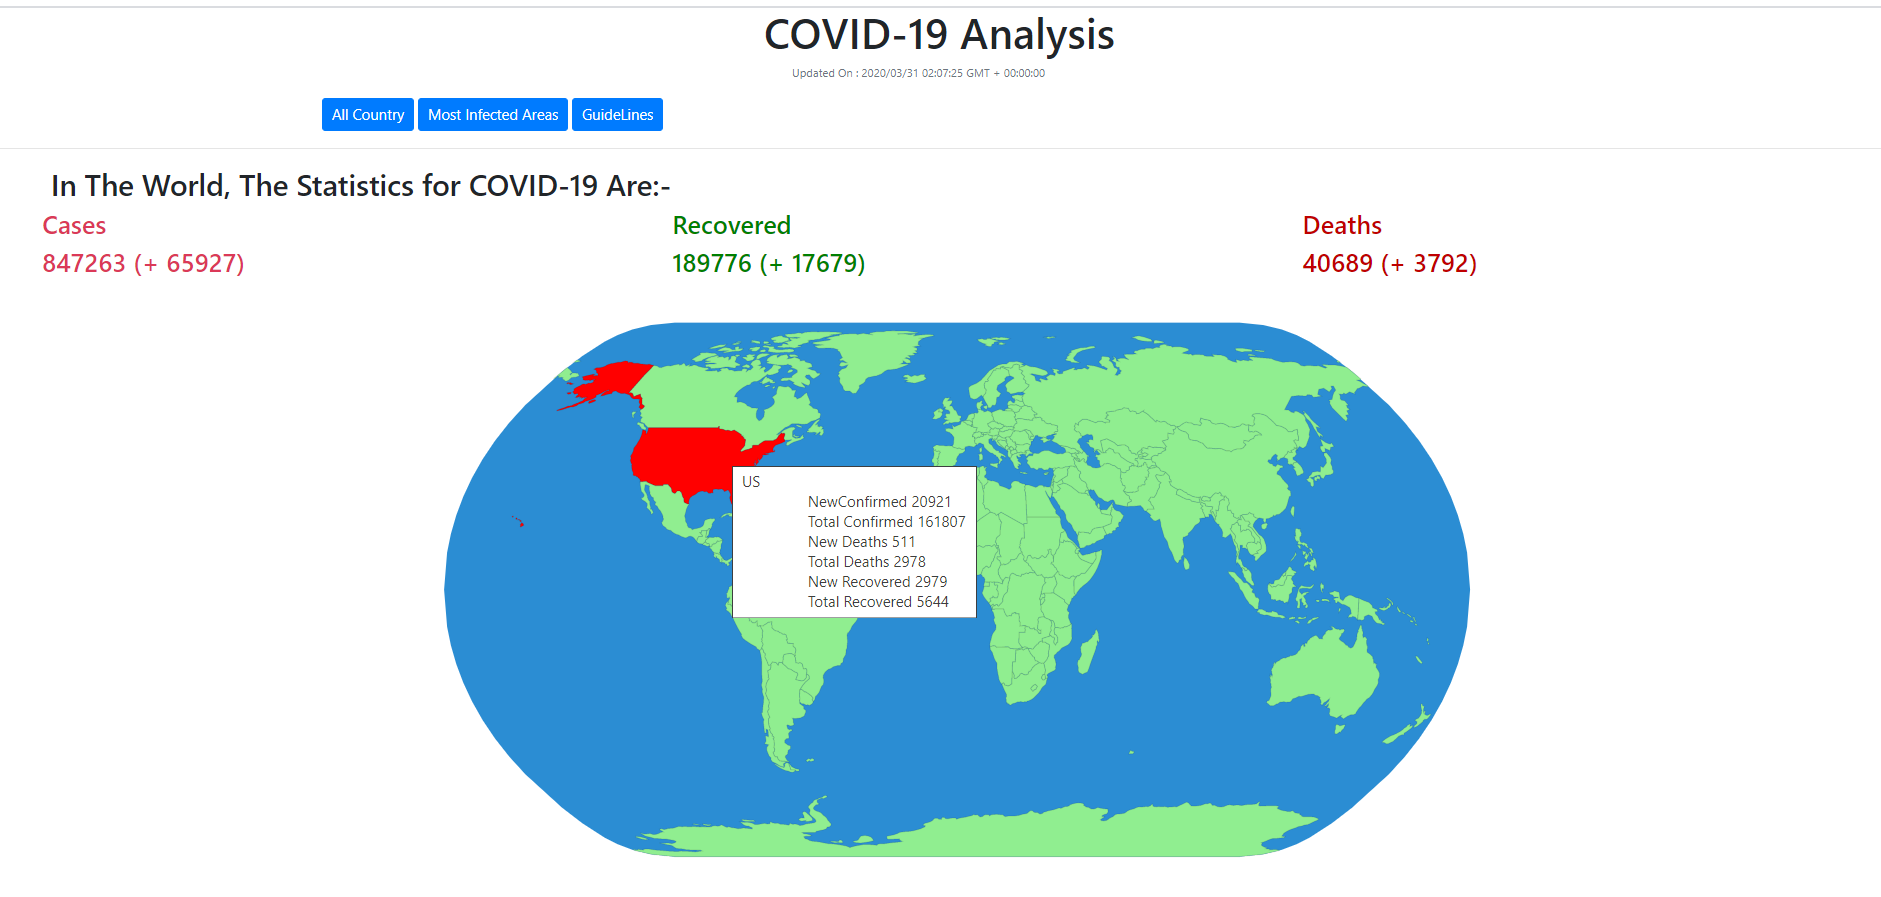 COVID-19 Analysis
Updated On : 2020/03/31 02:07:25 GMT + 00:00:00
All Country Most Infected Areas GuideLines
In The World, The Statistics for COVID-19 Are:-
Cases Recovered Deaths
847263 (+ 65927) 189776 (+ 17679) 40689 (+ 3792)
US
NewConfirmed 20921
Total Confirmed 161807
New Deaths 511
Total Deaths 2978
New Recovered 2979
Total Recovered 5644